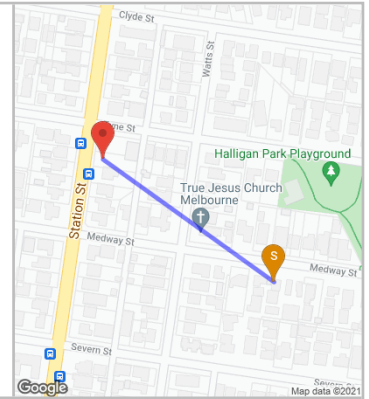 Clyde St
Watts St
Halligan Park Playground
True Jesus Church
Melbourne
Station St
Medway St
S
Medway St
Severn St
Google
Map data ©2021